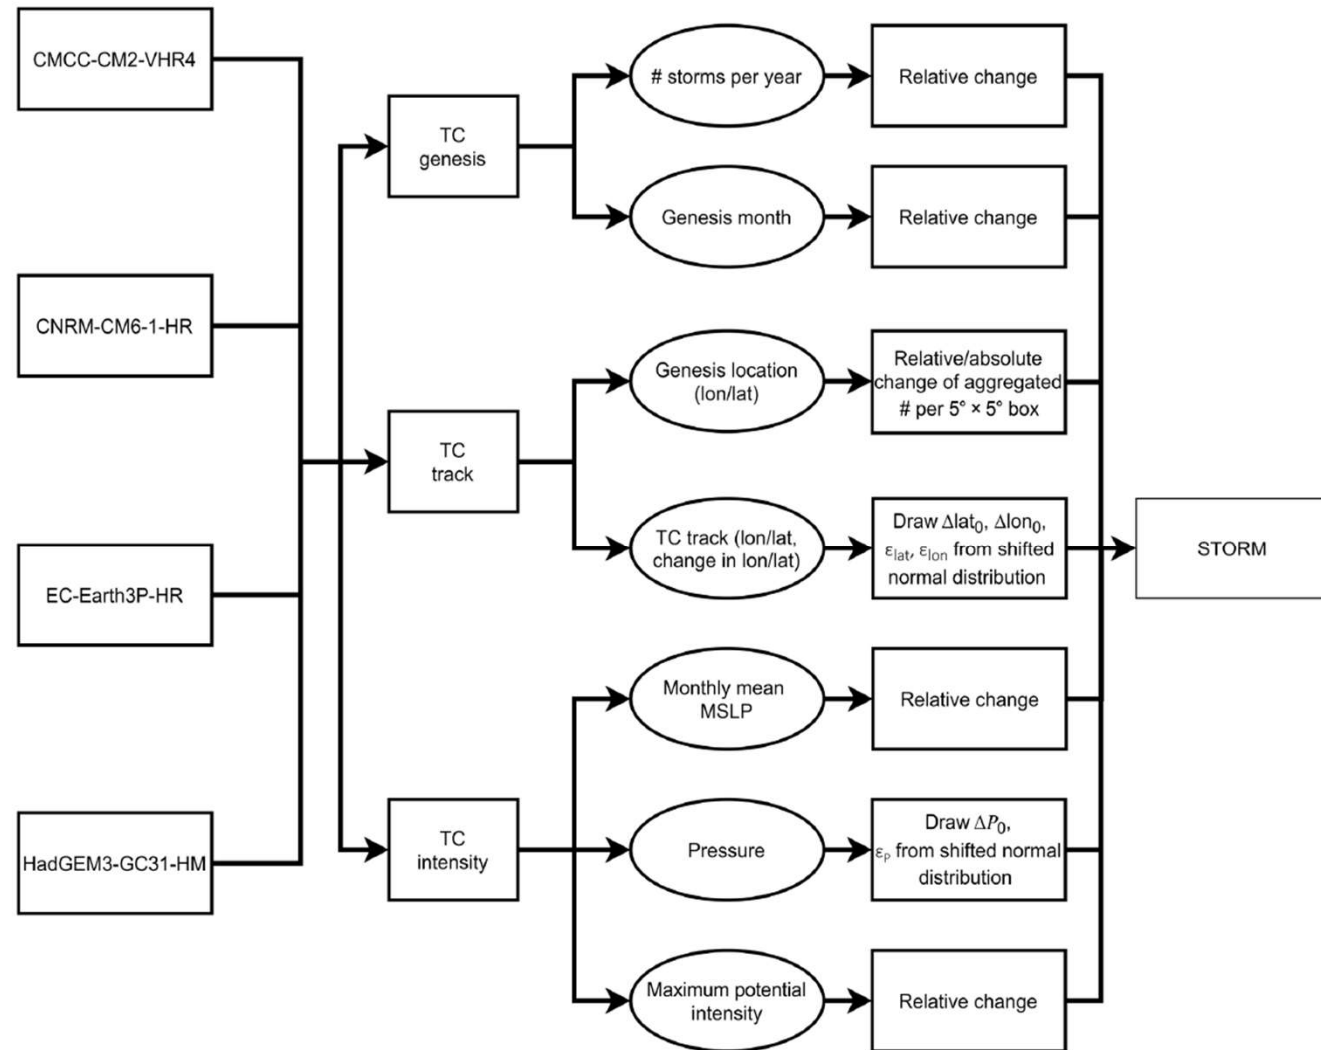 CMCC-CM2-VHR4
CNRM-CM6-1-HR
EC-Earth3P-HR
HadGEM3-GC31-HM
TC
genesis
TC
track
TC
intensity
# storms per year
Genesis month
Genesis location
(lon/lat)
TC track (lon/lat,
change in lon/lat)
Monthly mean
MSLP
Pressure
Maximum potential
intensity
Relative change
Relative change
Relative/absolute
change of aggregated
# per 5° × 5° box
Draw Δlat₀, Δlon₀,
ε_lat, ε_lon from shifted
normal distribution
Relative change
Draw ΔP₀,
ε_P from shifted normal
distribution
Relative change
STORM